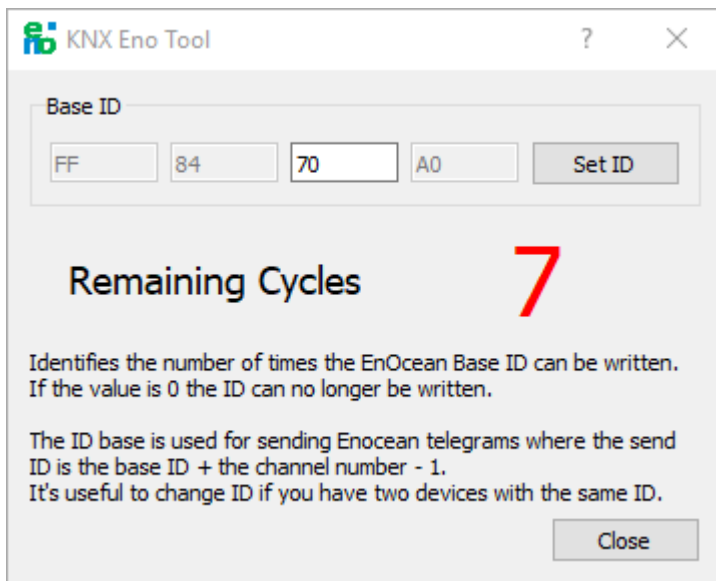 eno KNX Eno Tool ?
Base ID
FF 84 70 A0 Set ID
Remaining Cycles 7
Identifies the number of times the EnOcean Base ID can be written.
If the value is 0 the ID can no longer be written.
The ID base is used for sending Enocean telegrams where the send
ID is the base ID + the channel number - 1.
It's useful to change ID if you have two devices with the same ID.
Close